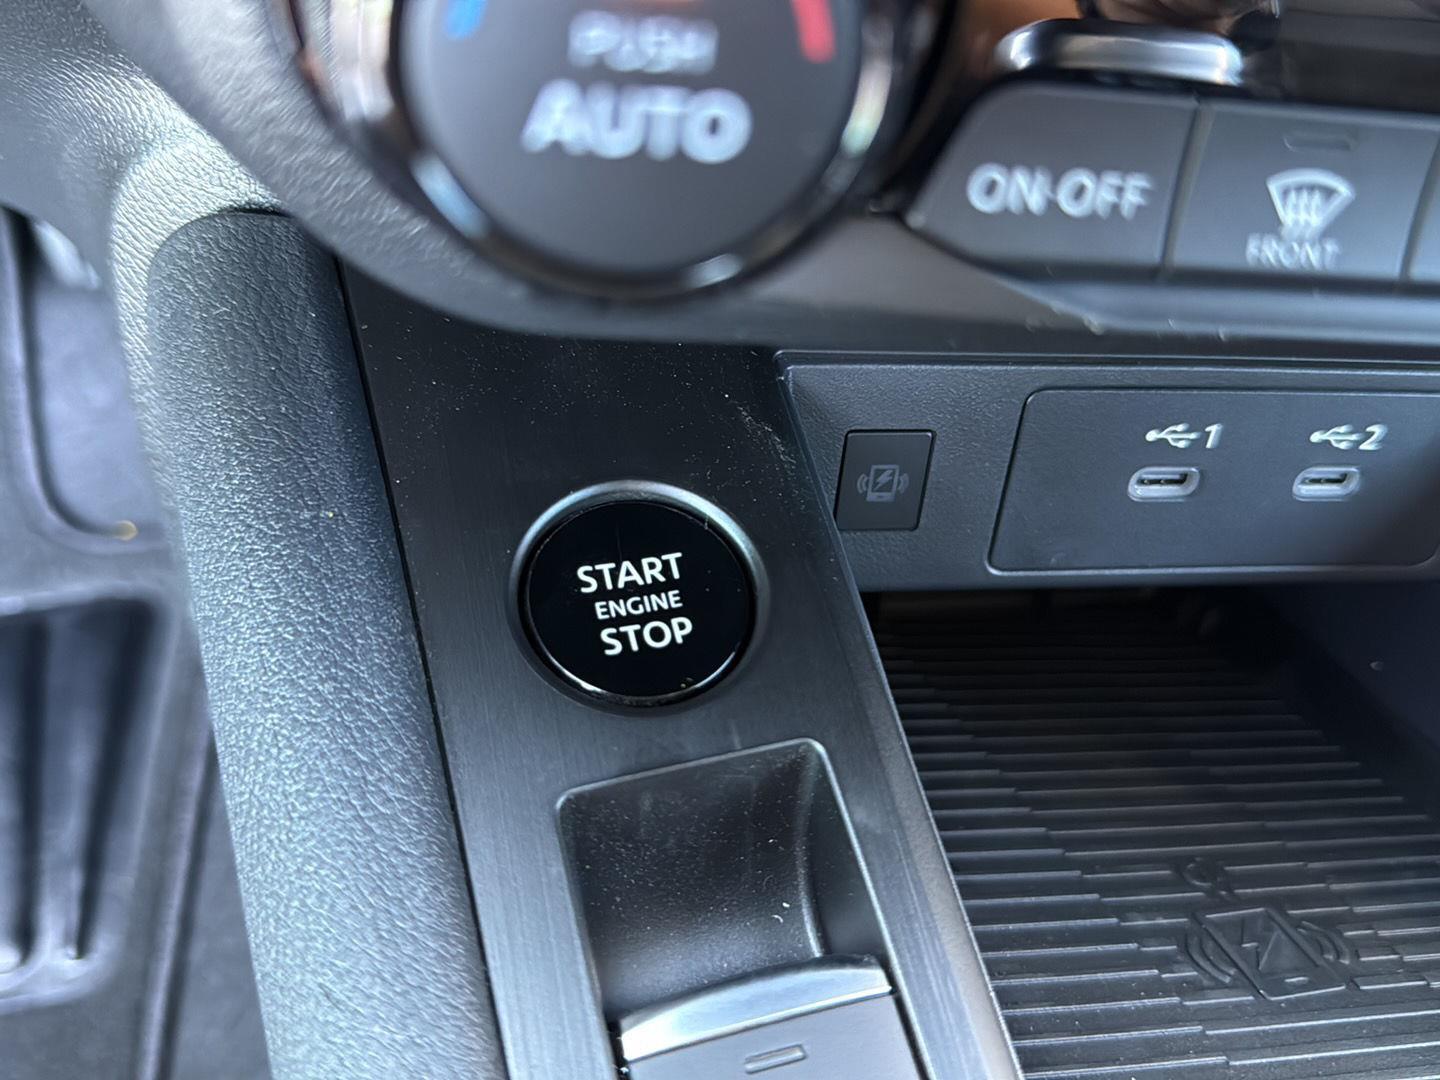 PUSH
AUTO
ON·OFF
FRONT
1
2
START
ENGINE
STOP